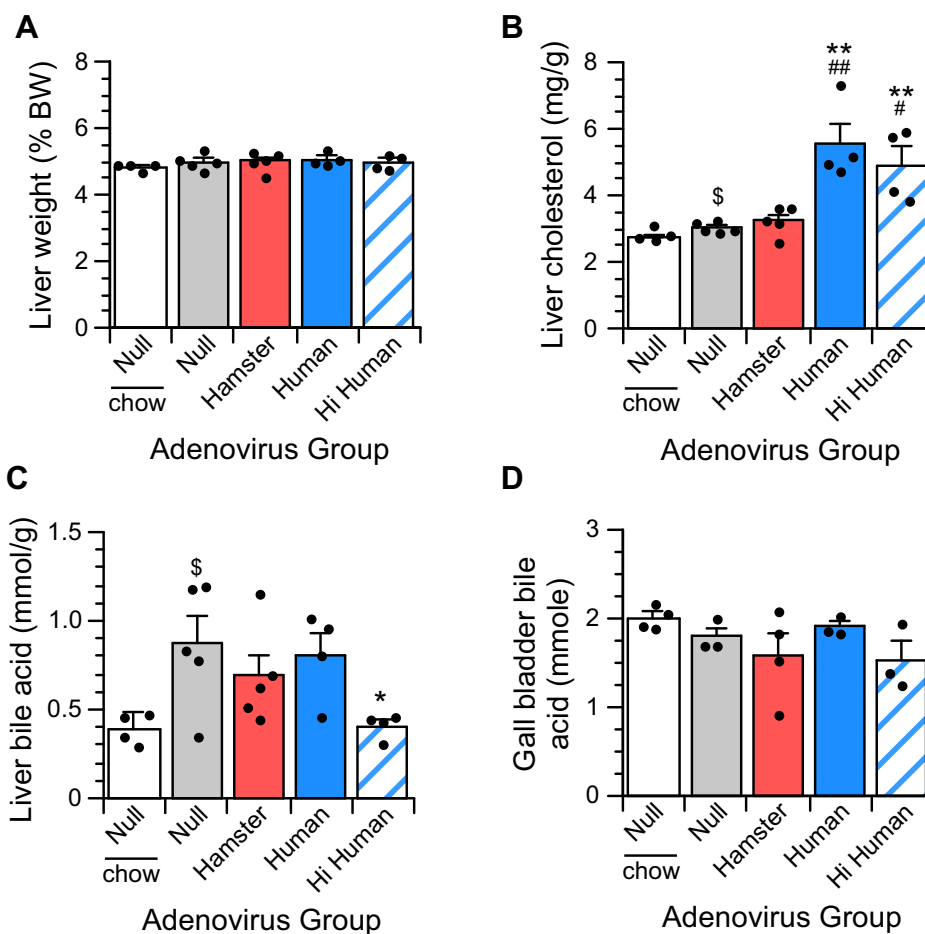 A
Liver weight (% BW)
8
6
4
2
0
Null
Null
Hamster
Human
Hi Human
chow
Adenovirus Group
B
Liver cholesterol (mg/g)
8
6
4
2
0
$
**
##
**
#
Null
Null
Hamster
Human
Hi Human
chow
Adenovirus Group
C
Liver bile acid (mmol/g)
1.5
1.0
0.5
0
$
*
Null
Null
Hamster
Human
Hi Human
chow
Adenovirus Group
D
Gall bladder bile
acid (mmole)
3
2
1
0
Null
Null
Hamster
Human
Hi Human
chow
Adenovirus Group